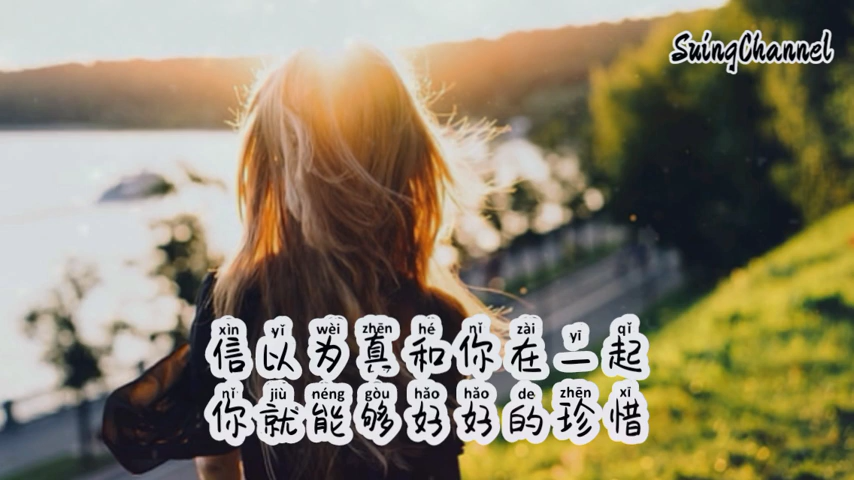 SuingChannel
xìn yǐ wèi zhēn hé nǐ zài yī qǐ
信以为真和你在一起
nǐ jiù néng gòu hǎo hǎo de zhēn xī
你就能够好好的珍惜